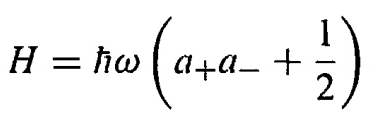 H = ħω ( a₊a₋ + 1/2 )